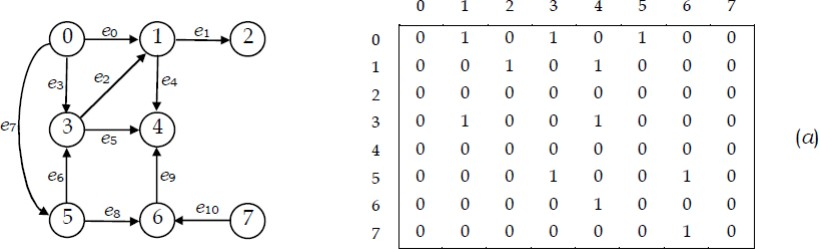 0 1 2 3 4 5 6 7
0 e0 1 e1 2
0 0 1 0 1 0 1 0 0
1 0 0 1 0 1 0 0 0
e3 e2 e4
2 0 0 0 0 0 0 0 0
e7 3 e5 4
3 0 1 0 0 1 0 0 0
(a)
4 0 0 0 0 0 0 0 0
e6 e9
5 0 0 0 1 0 0 1 0
5 e8 6 e10 7
6 0 0 0 0 1 0 0 0
7 0 0 0 0 0 0 1 0